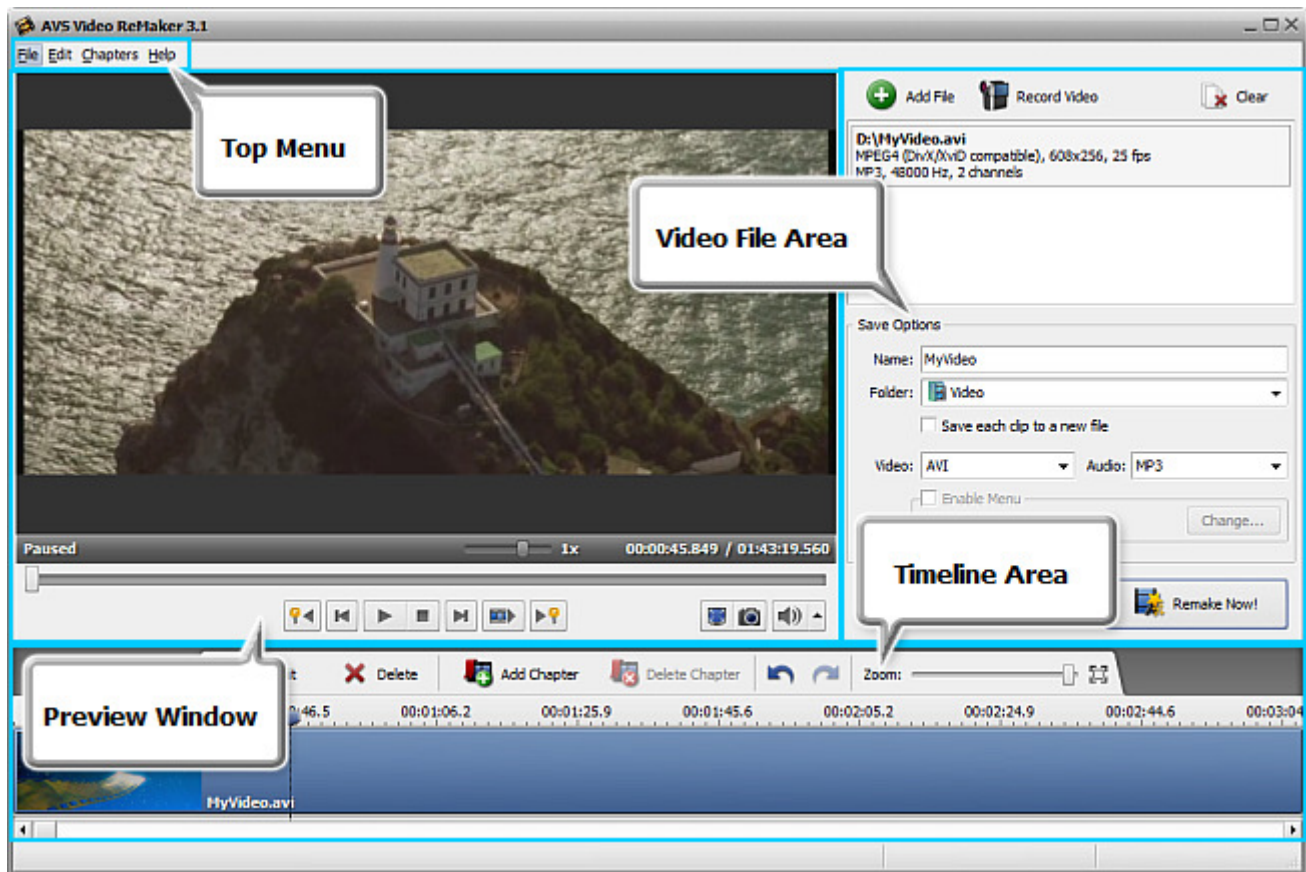 AVS Video ReMaker 3.1
File Edit Chapters Help
Top Menu
Add File Record Video Clear
D:\MyVideo.avi
MPEG4 (DivX/XviD compatible), 608x256, 25 fps
MP3, 48000 Hz, 2 channels
Video File Area
Save Options
Name: MyVideo
Folder: Video
Save each clip to a new file
Video: AVI Audio: MP3
Enable Menu
Change...
Paused 1x 00:00:45.849 / 01:43:19.560
Timeline Area
Remake Now!
Delete Add Chapter Delete Chapter Zoom:
Preview Window
46.5 00:01:06.2 00:01:25.9 00:01:45.6 00:02:05.2 00:02:24.9 00:02:44.6 00:03:04
MyVideo.avi